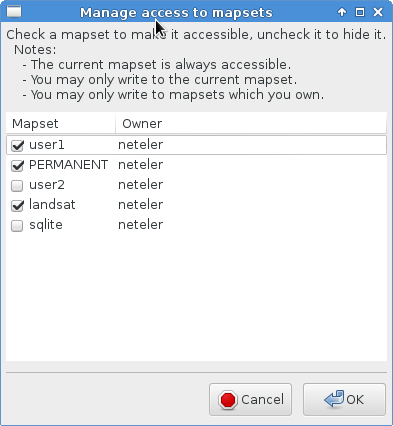 Manage access to mapsets
Check a mapset to make it accessible, uncheck it to hide it.
Notes:
- The current mapset is always accessible.
- You may only write to the current mapset.
- You may only write to mapsets which you own.
Mapset Owner
user1 neteler
PERMANENT neteler
user2 neteler
landsat neteler
sqlite neteler
Cancel OK